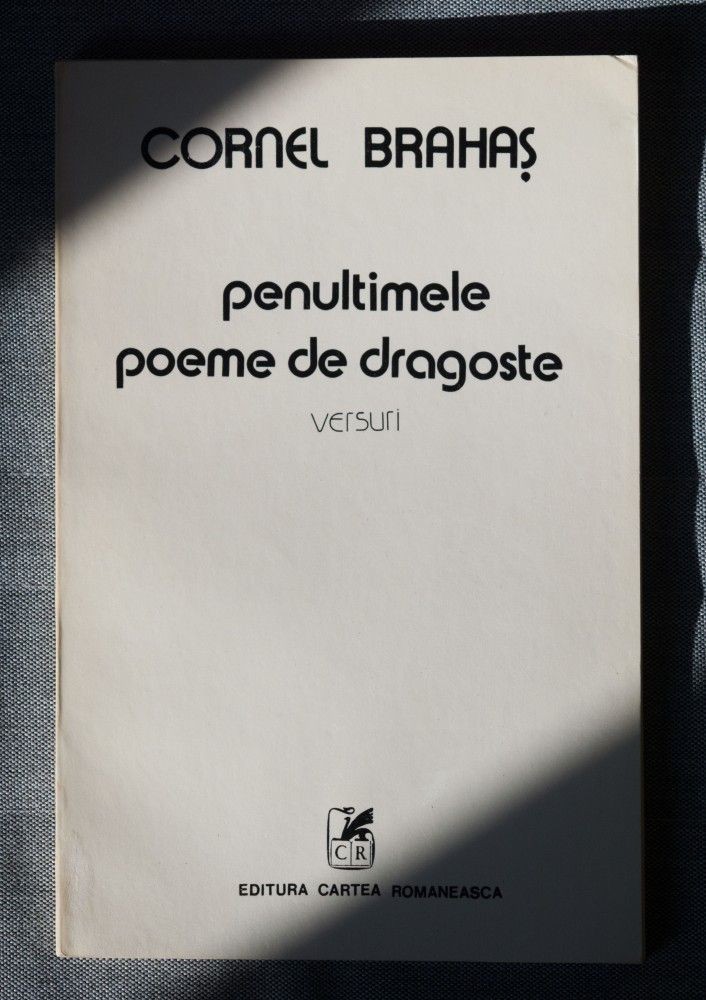 CORNEL BRAHAȘ
penultimele
poeme de dragoste
versuri
CR
EDITURA CARTEA ROMANEASCA